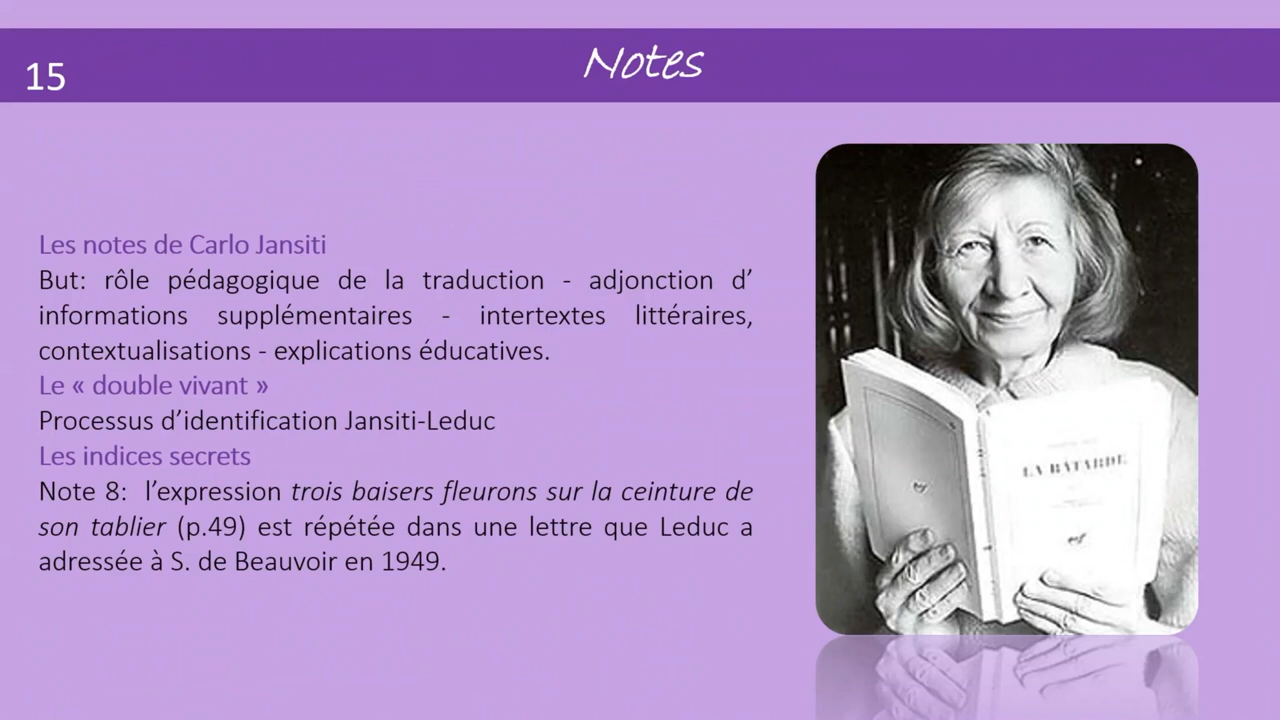 15
Notes
Les notes de Carlo Jansiti
But: rôle pédagogique de la traduction - adjonction d’
informations supplémentaires - intertextes littéraires,
contextualisations - explications éducatives.
Le « double vivant »
Processus d’identification Jansiti-Leduc
Les indices secrets
Note 8: l’expression trois baisers fleurons sur la ceinture de
son tablier (p.49) est répétée dans une lettre que Leduc a
adressée à S. de Beauvoir en 1949.
LA BÂTARDE
nrf